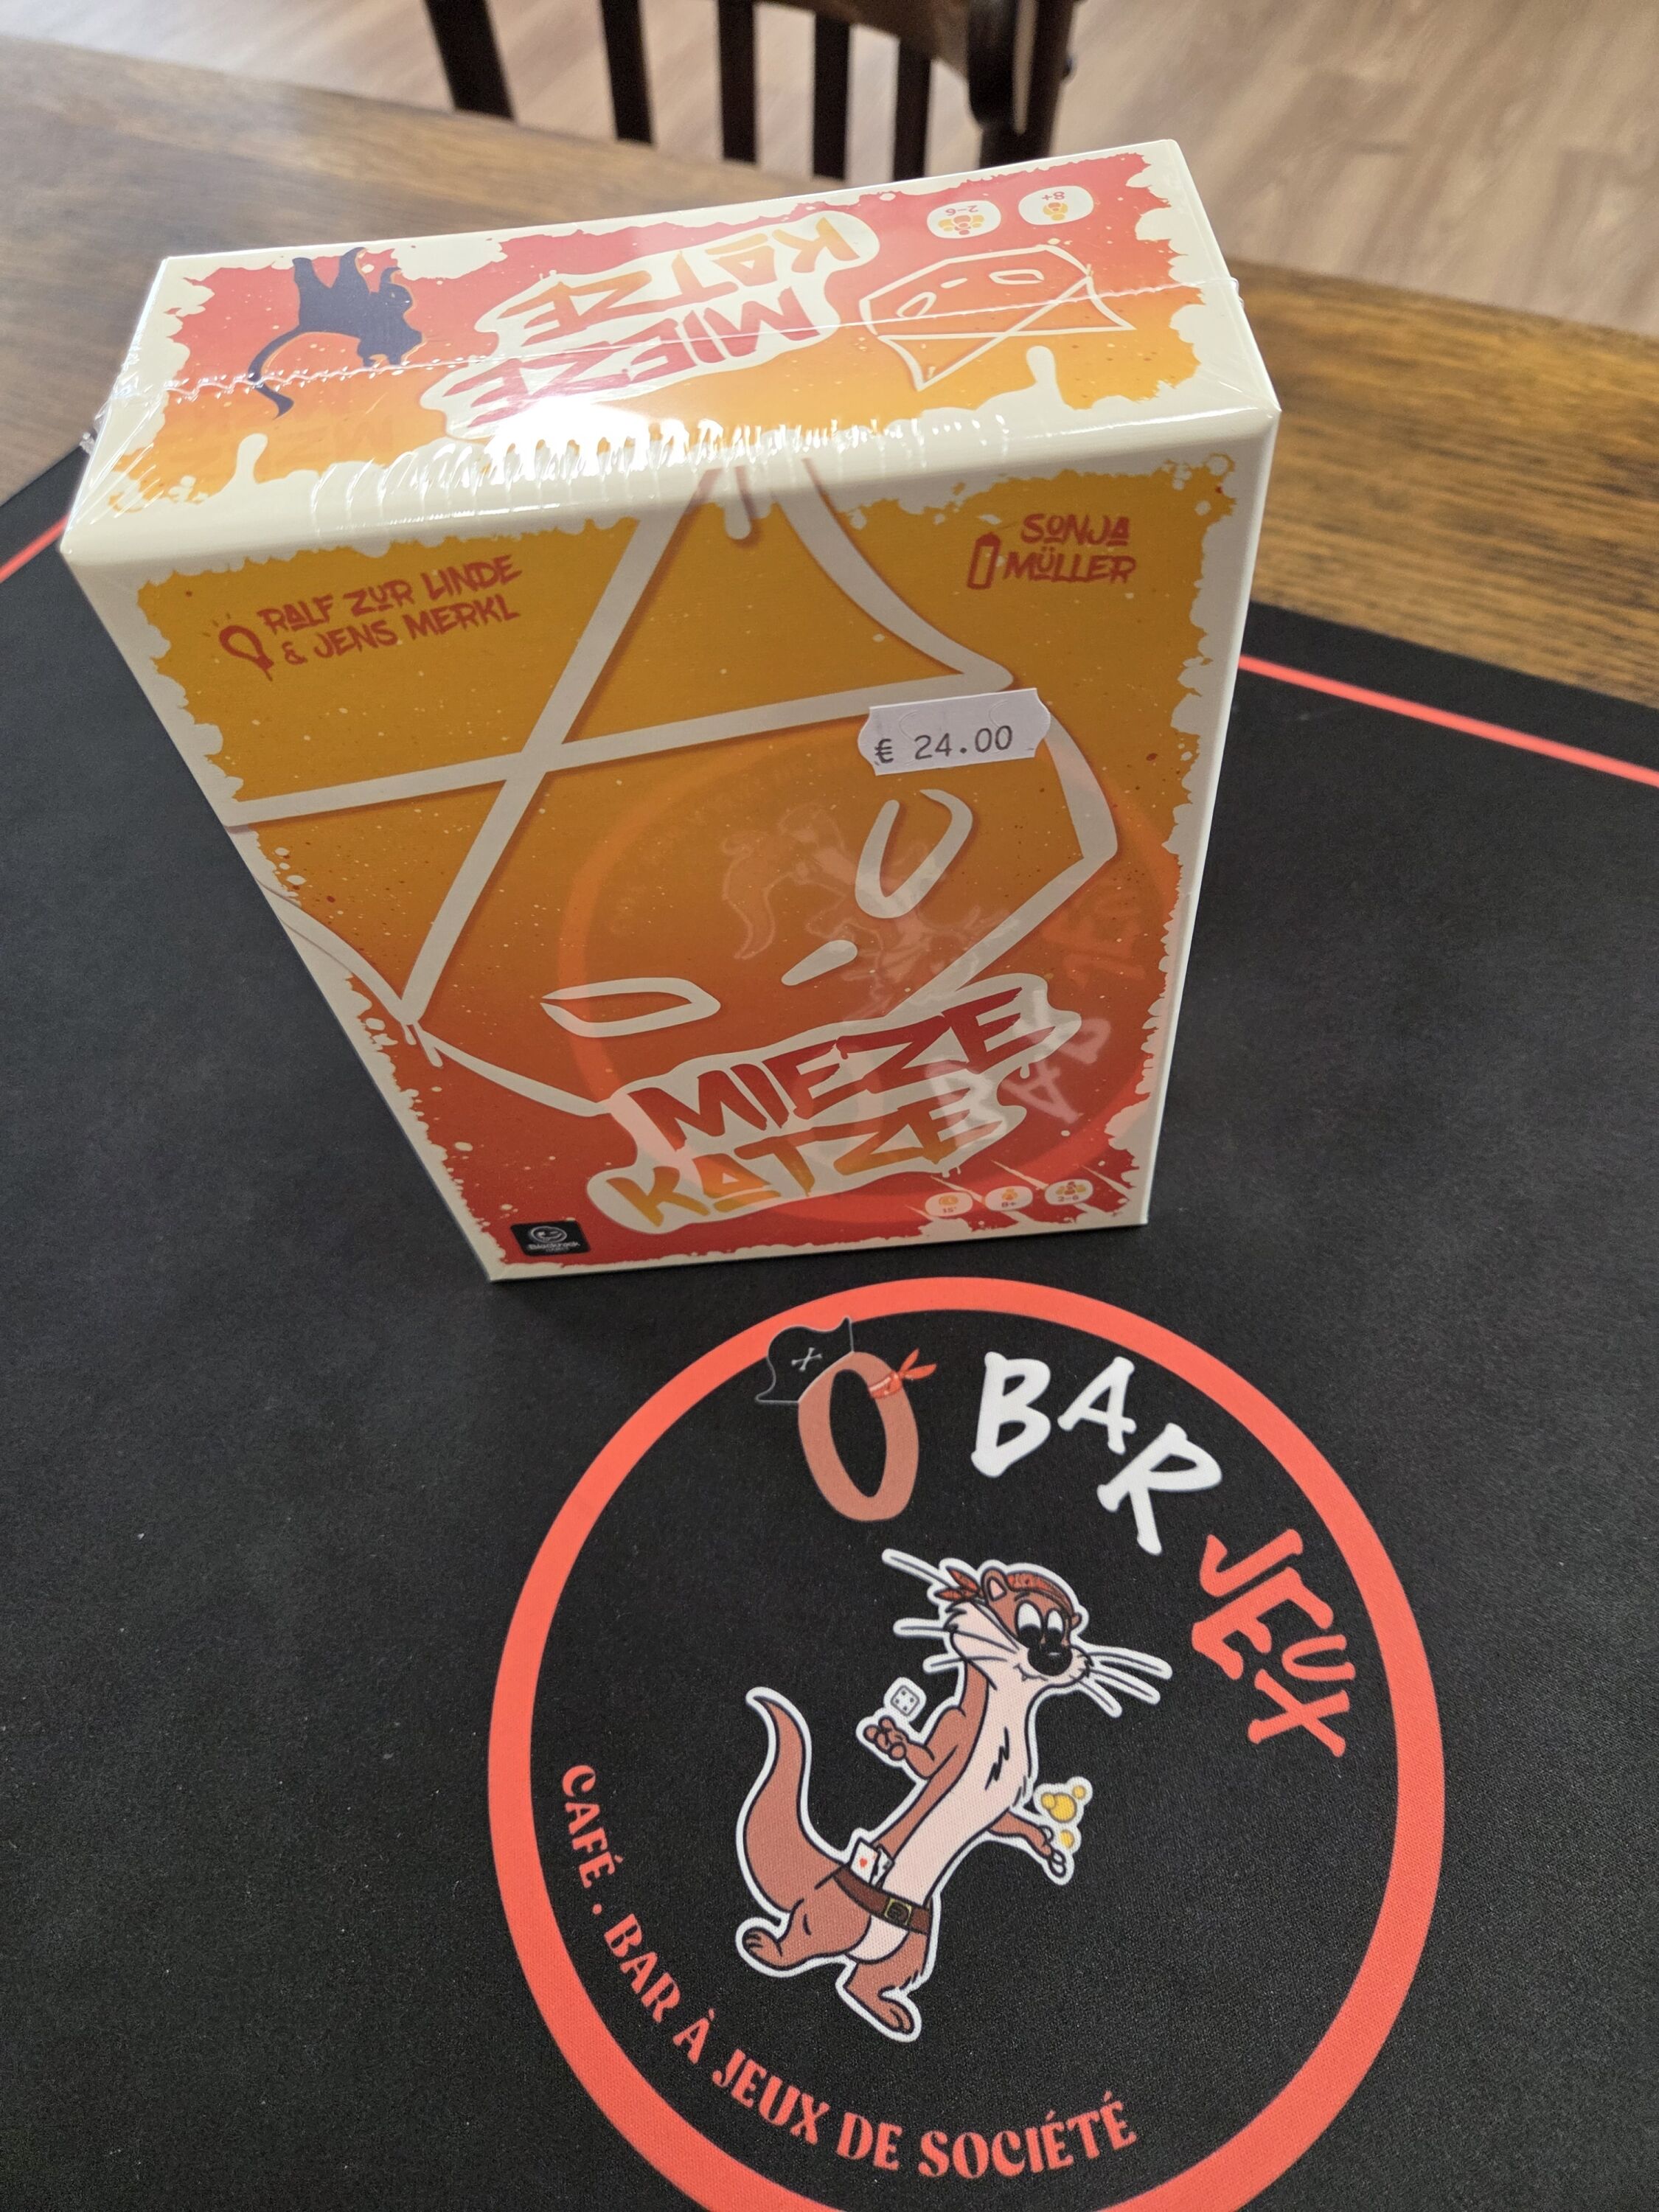 8+
2-6
MIEZE
KATZE
RALF ZUR LINDE
& JENS MERKL
SONJA
MÜLLER
€ 24.00
MIEZE
KATZE
15'
8+
2-6
Blackrock
O BAR JEUX
CAFÉ . BAR À JEUX DE SOCIÉTÉ